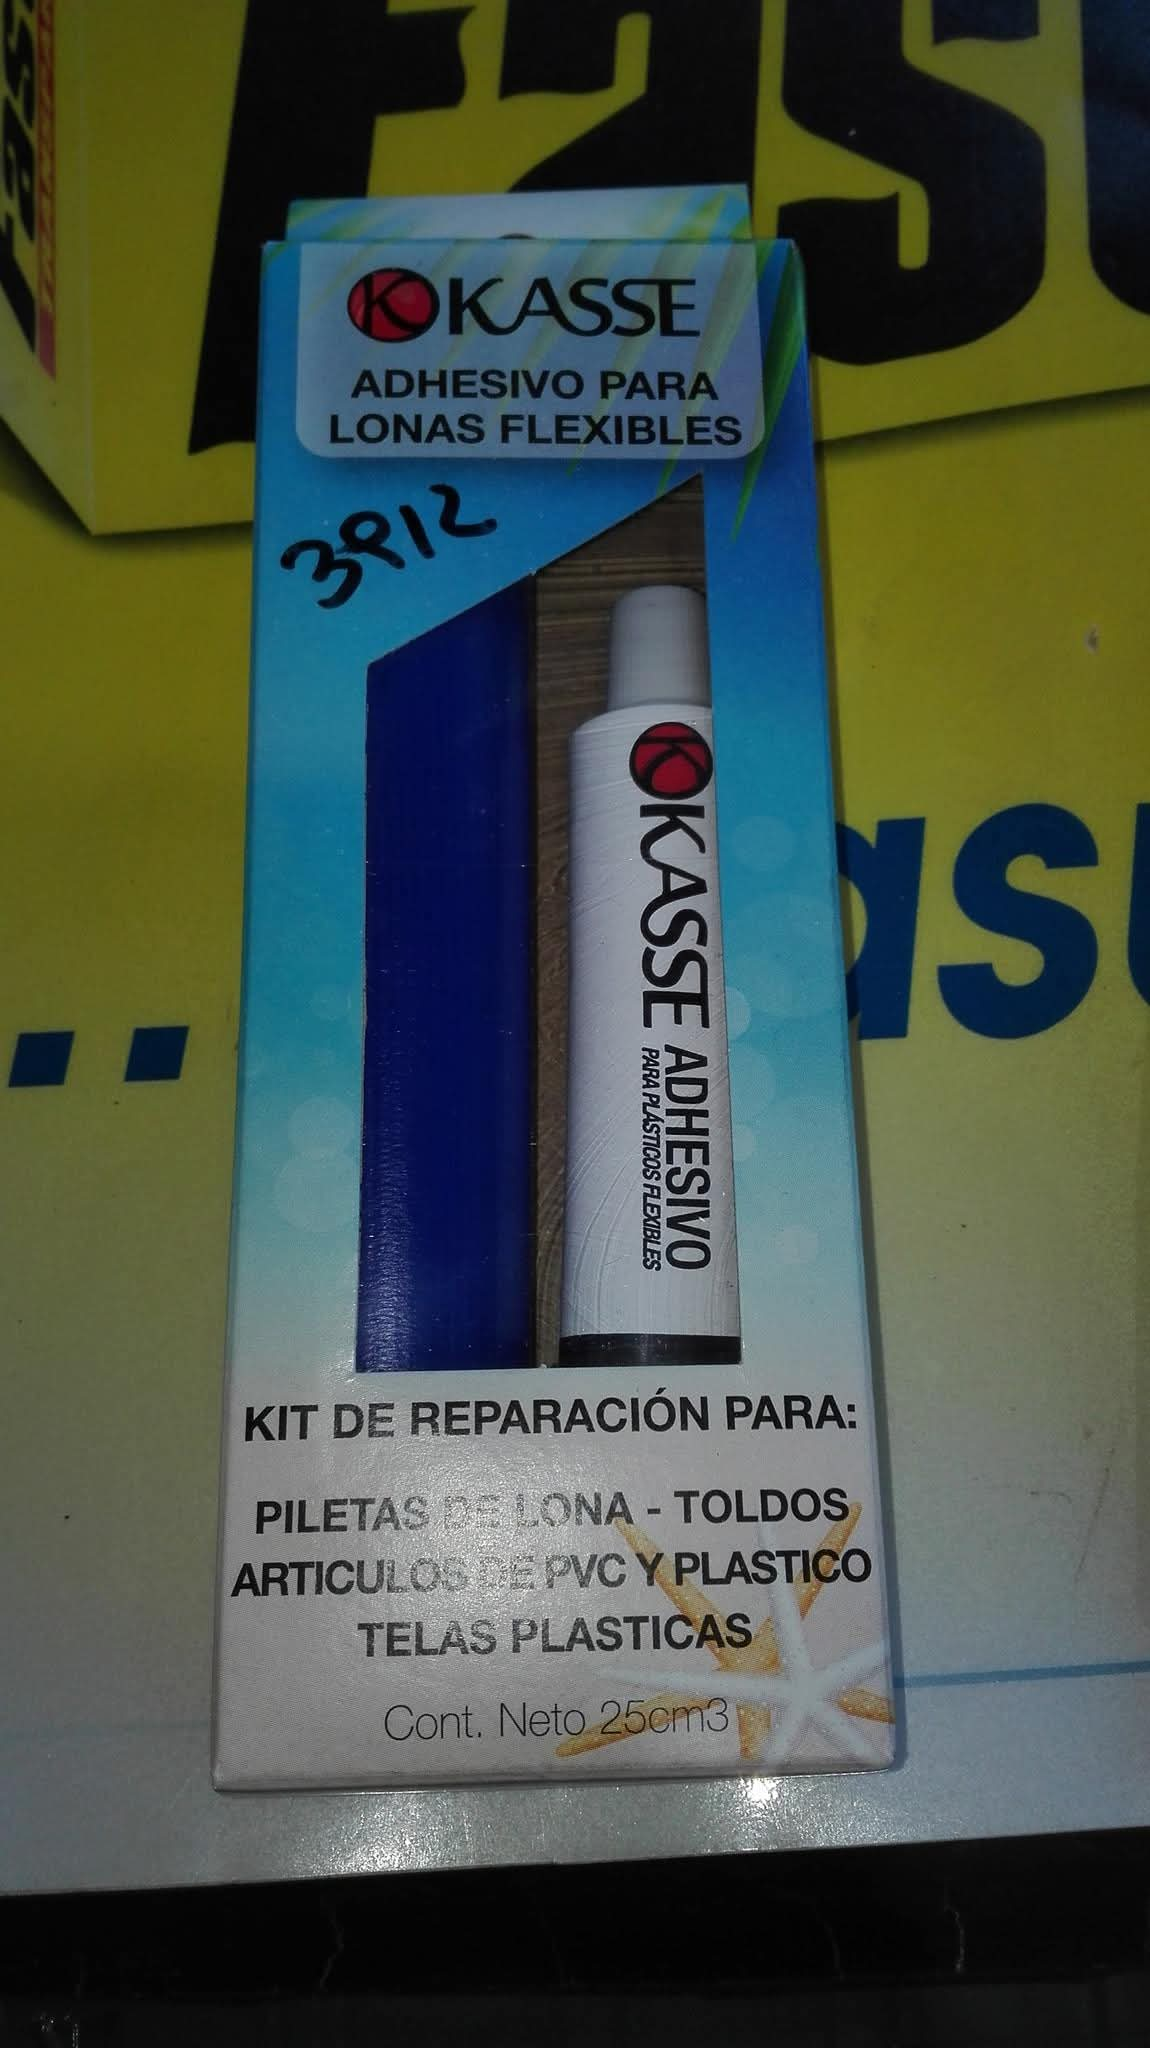 KASSE
ADHESIVO PARA
LONAS FLEXIBLES
3912
KASSE ADHESIVO
PARA PLÁSTICOS FLEXIBLES
KIT DE REPARACIÓN PARA:
PILETAS DE LONA - TOLDOS
ARTICULOS DE PVC Y PLASTICO
TELAS PLASTICAS
Cont. Neto 25cm3